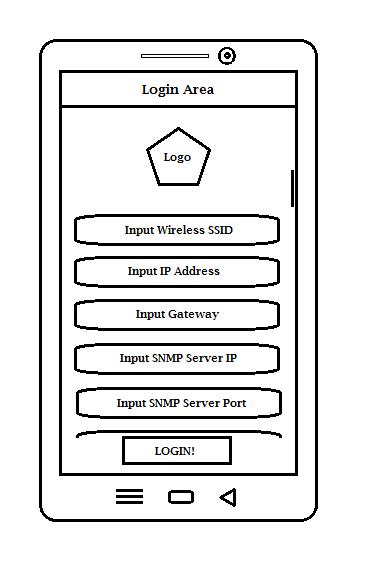 Login Area
Logo
Input Wireless SSID
Input IP Address
Input Gateway
Input SNMP Server IP
Input SNMP Server Port
LOGIN!